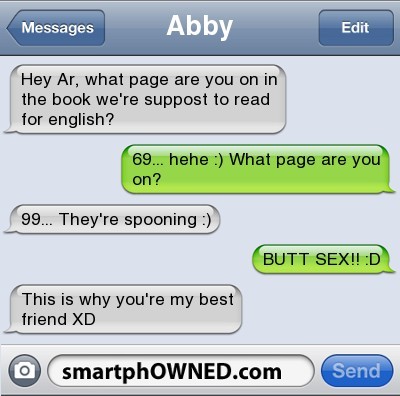 Messages
Abby
Edit
Hey Ar, what page are you on in
the book we're suppost to read
for english?
69... hehe :) What page are you
on?
99... They're spooning :)
BUTT SEX!! :D
This is why you're my best
friend XD
smartphOWNED.com
Send